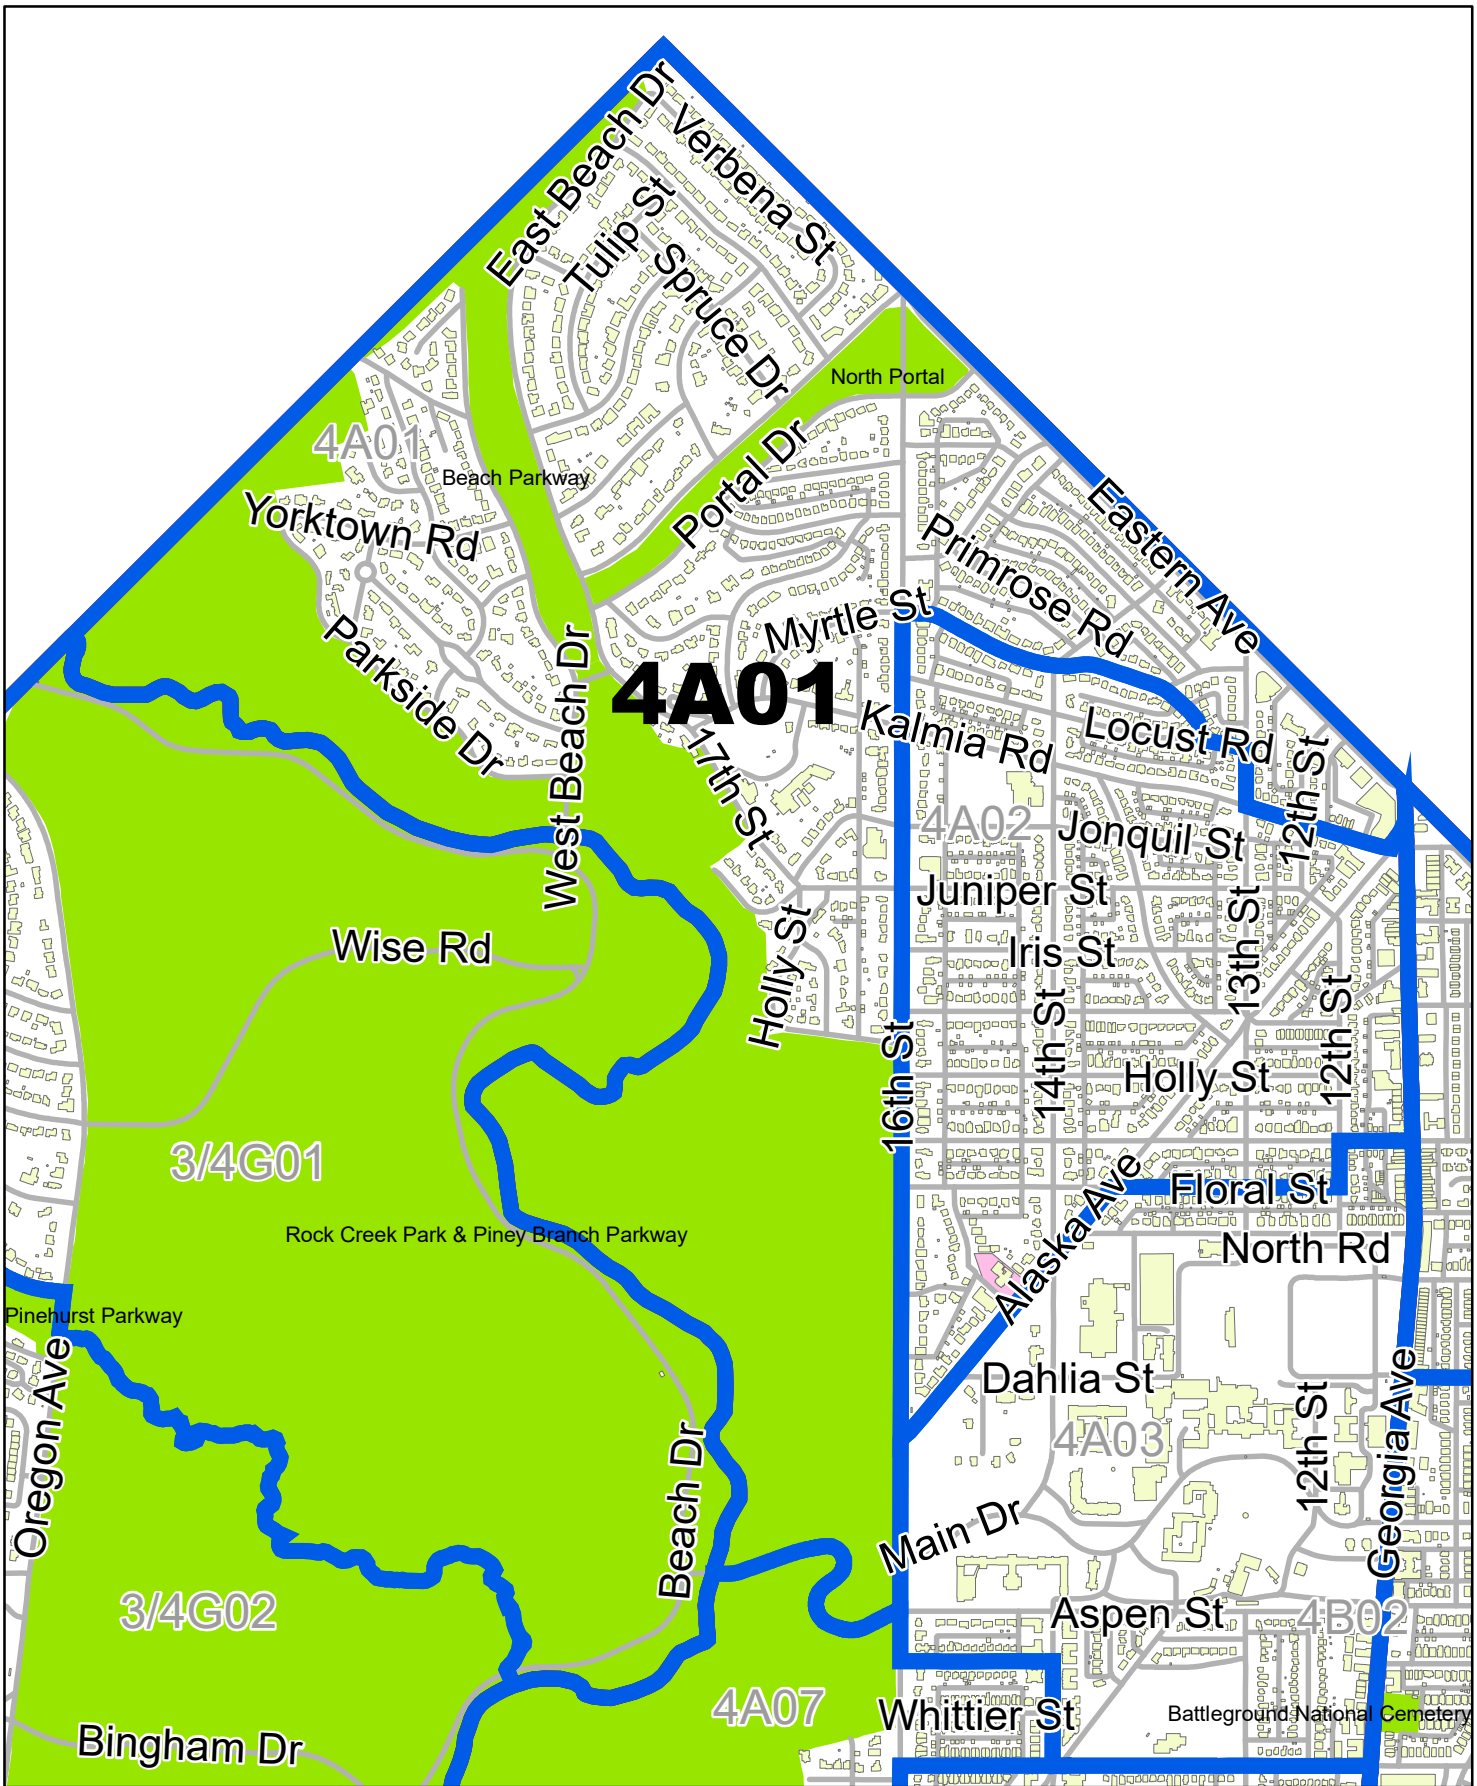 East Beach Dr
Verbena St
Tulip St
Spruce Dr
North Portal
4A01
Beach Parkway
Portal Dr
Yorktown Rd
Eastern Ave
Primrose Rd
Myrtle St
Parkside Dr
West Beach Dr
4A01
Kalmia Rd
Locust Rd
17th St
12th St
4A02
Jonquil St
Juniper St
Wise Rd
Iris St
13th St
Holly St
14th St
12th St
16th St
Holly St
3/4G01
Alaska Ave
Floral St
Rock Creek Park & Piney Branch Parkway
North Rd
Pinehurst Parkway
Oregon Ave
Dahlia St
4A03
12th St
Georgia Ave
Beach Dr
Main Dr
3/4G02
Aspen St
4B02
4A07
Whittier St
Battleground National Cemetery
Bingham Dr